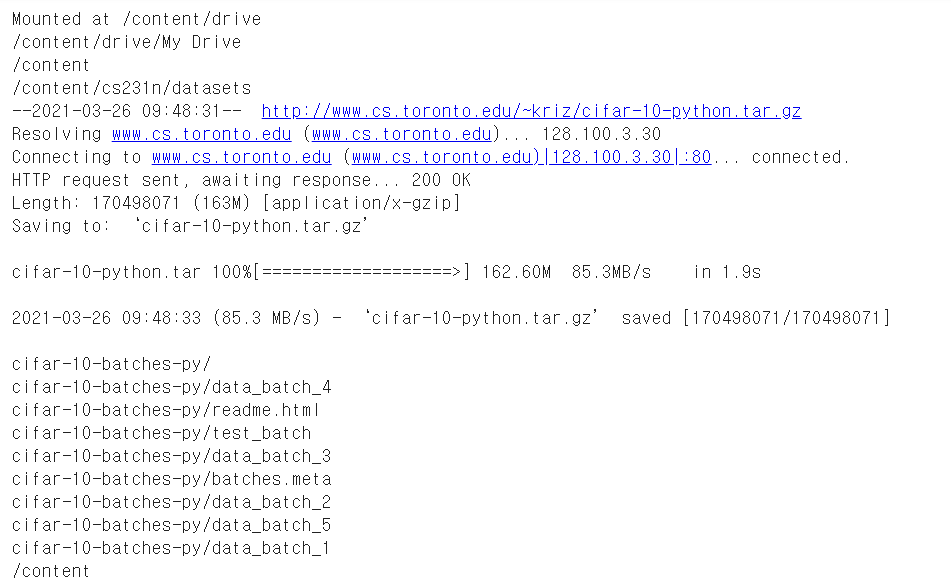 Mounted at /content/drive
/content/drive/My Drive
/content
/content/cs231n/datasets
--2021-03-26 09:48:31--  http://www.cs.toronto.edu/~kriz/cifar-10-python.tar.gz
Resolving www.cs.toronto.edu (www.cs.toronto.edu)... 128.100.3.30
Connecting to www.cs.toronto.edu (www.cs.toronto.edu)|128.100.3.30|:80... connected.
HTTP request sent, awaiting response... 200 OK
Length: 170498071 (163M) [application/x-gzip]
Saving to: ‘cifar-10-python.tar.gz’
cifar-10-python.tar 100%[===================>] 162.60M  85.3MB/s    in 1.9s
2021-03-26 09:48:33 (85.3 MB/s) - ‘cifar-10-python.tar.gz’ saved [170498071/170498071]
cifar-10-batches-py/
cifar-10-batches-py/data_batch_4
cifar-10-batches-py/readme.html
cifar-10-batches-py/test_batch
cifar-10-batches-py/data_batch_3
cifar-10-batches-py/batches.meta
cifar-10-batches-py/data_batch_2
cifar-10-batches-py/data_batch_5
cifar-10-batches-py/data_batch_1
/content